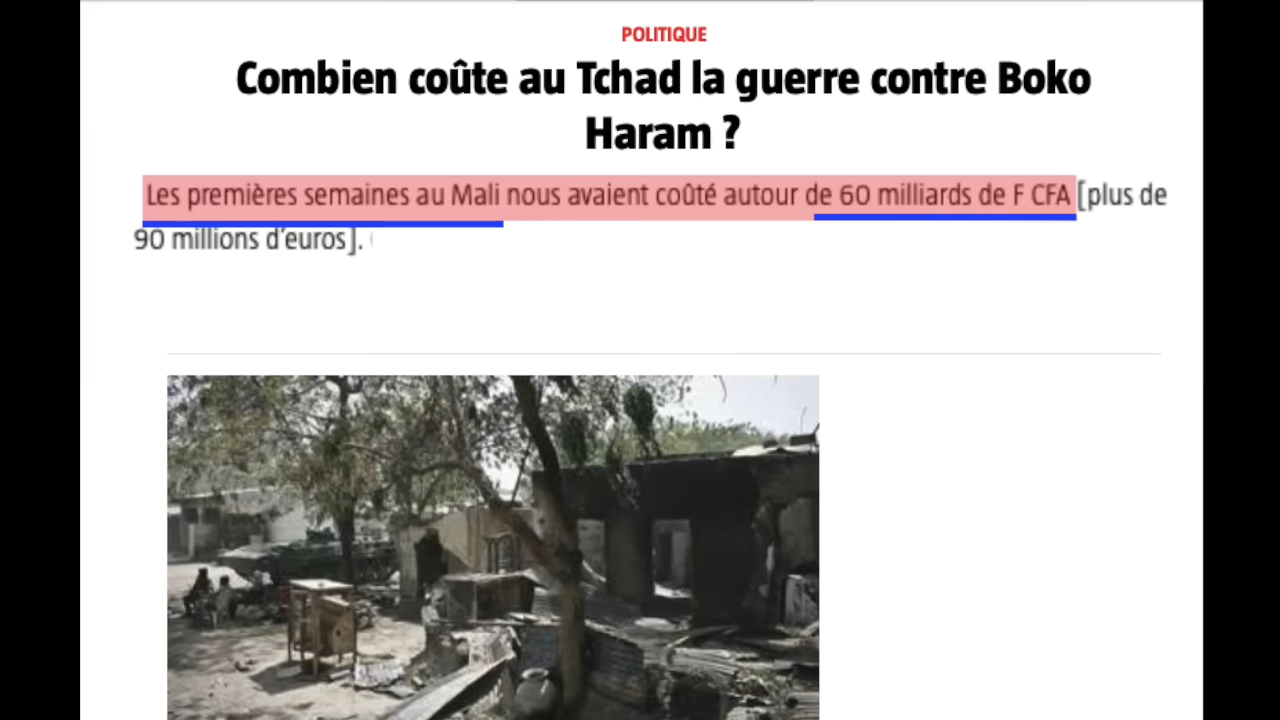 POLITIQUE
Combien coûte au Tchad la guerre contre Boko
Haram ?
Les premières semaines au Mali nous avaient coûté autour de 60 milliards de F CFA [plus de
90 millions d'euros].